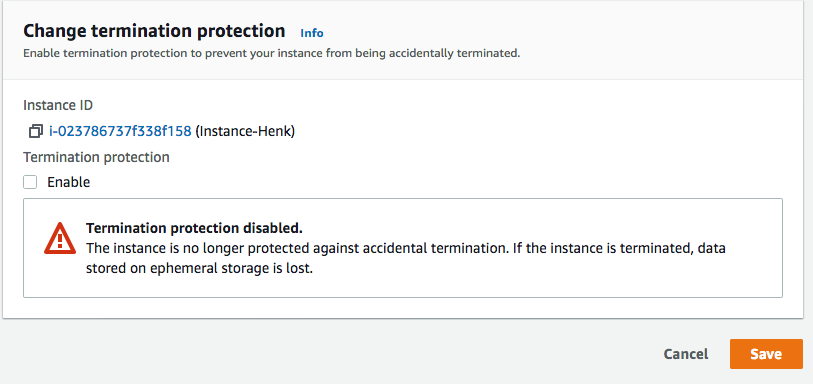 Change termination protection Info
Enable termination protection to prevent your instance from being accidentally terminated.
Instance ID
i-023786737f338f158 (Instance-Henk)
Termination protection
Enable
Termination protection disabled.
The instance is no longer protected against accidental termination. If the instance is terminated, data
stored on ephemeral storage is lost.
Cancel Save